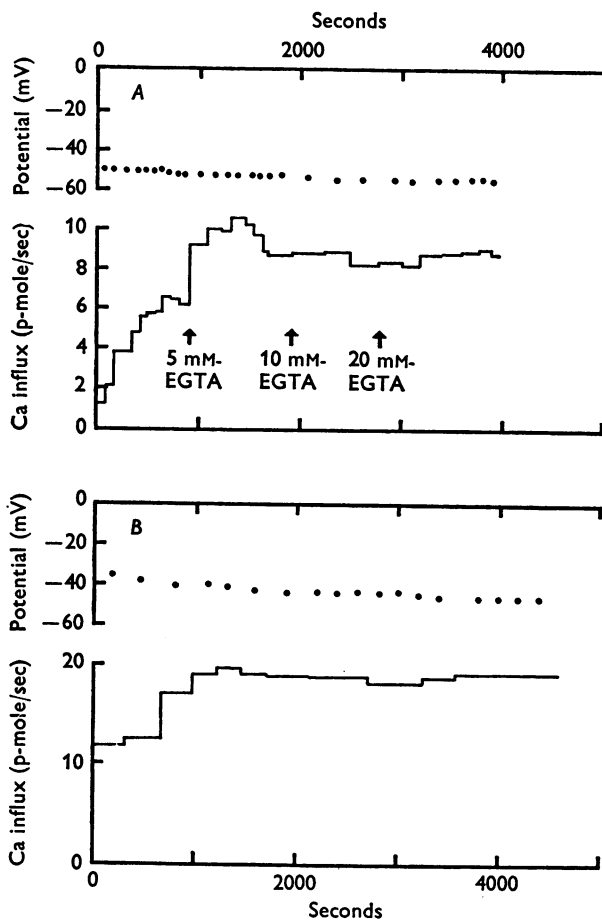 Seconds
0 2000 4000
Potential (mV)
0
−20
−40
−60
A
Ca influx (p-mole/sec)
10
8
6
4
2
0
5 mM- 10 mM- 20 mM-
EGTA EGTA EGTA
Potential (mV)
0
−20
−40
−60
B
Ca influx (p-mole/sec)
20
10
0
0 2000 4000
Seconds